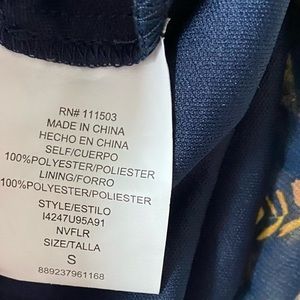 RN# 111503
MADE IN CHINA
HECHO EN CHINA
SELF/CUERPO
100%POLYESTER/POLIESTER
LINING/FORRO
100%POLYESTER/POLIESTER
STYLE/ESTILO
I4247U95A91
NVFLR
SIZE/TALLA
S
889237961168